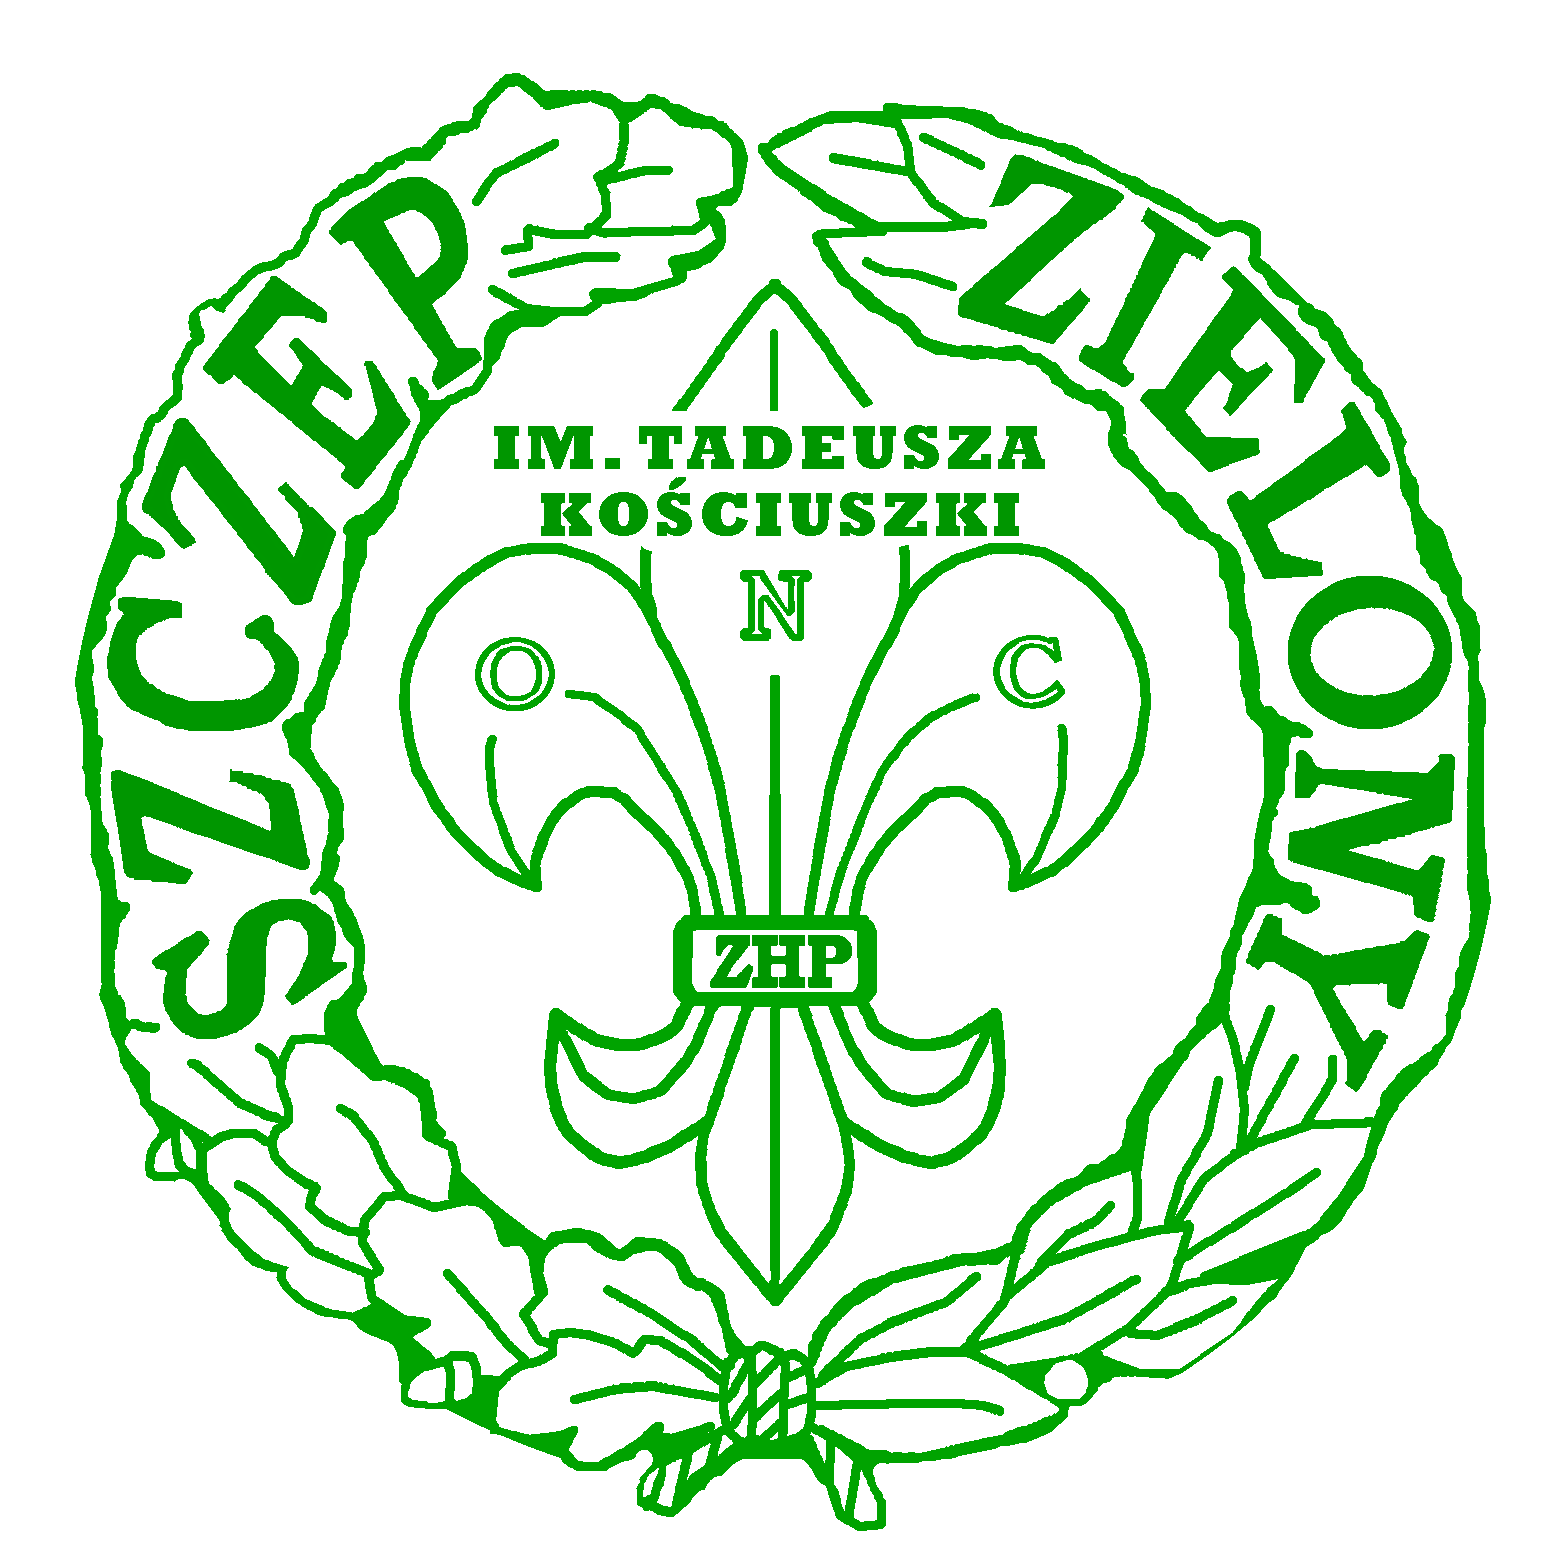 SZCZEP ZIELONY
IM. TADEUSZA
KOŚCIUSZKI
O N C
ZHP